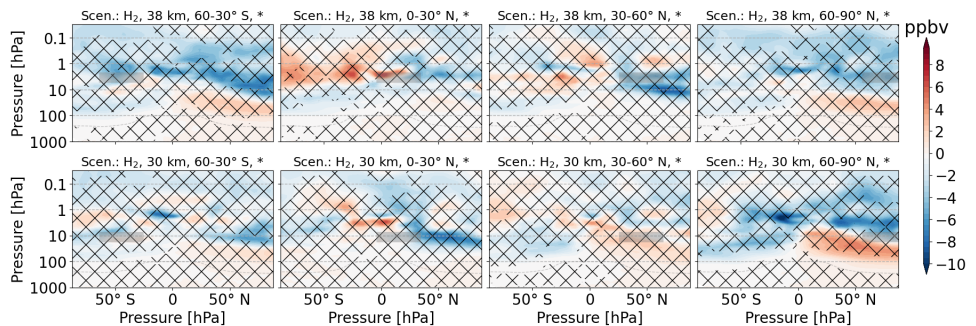 Scen.: H₂, 38 km, 60-30° S, *
Scen.: H₂, 38 km, 0-30° N, *
Scen.: H₂, 38 km, 30-60° N, *
Scen.: H₂, 38 km, 60-90° N, *
ppbv
Pressure [hPa]
0.1
1
10
100
1000
8
6
4
2
0
−2
−4
−6
−8
−10
Scen.: H₂, 30 km, 60-30° S, *
Scen.: H₂, 30 km, 0-30° N, *
Scen.: H₂, 30 km, 30-60° N, *
Scen.: H₂, 30 km, 60-90° N, *
Pressure [hPa]
0.1
1
10
100
1000
50° S 0 50° N
50° S 0 50° N
50° S 0 50° N
50° S 0 50° N
Pressure [hPa]
Pressure [hPa]
Pressure [hPa]
Pressure [hPa]